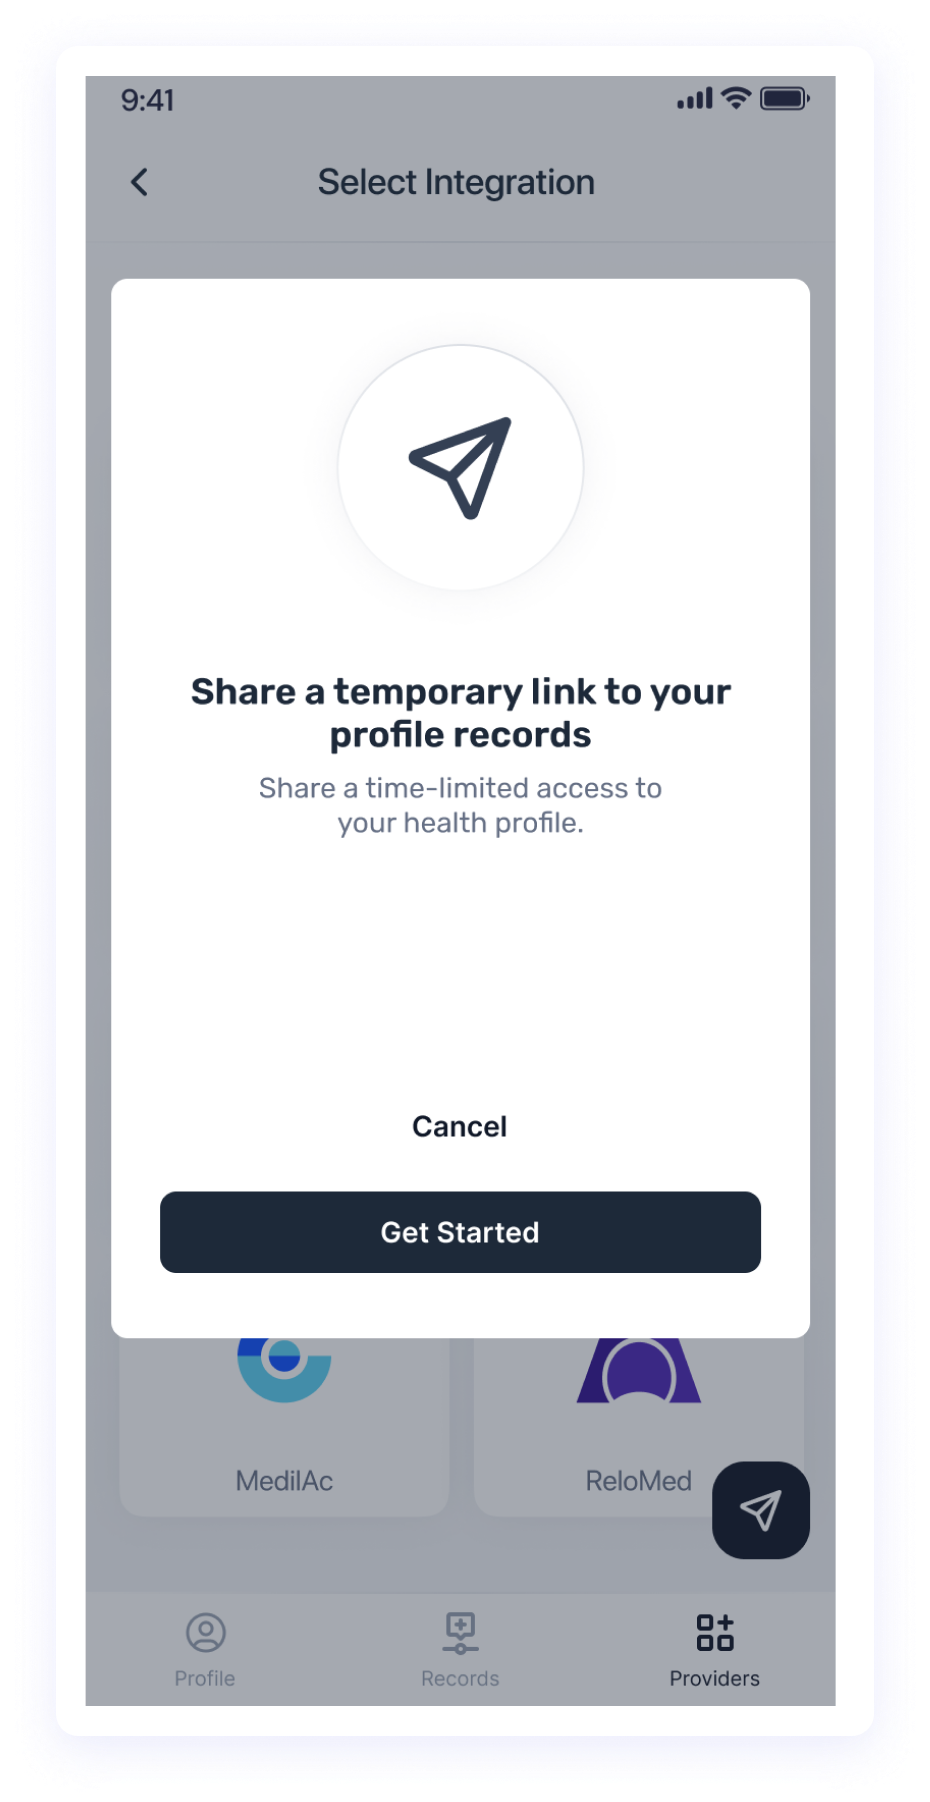 9:41
Select Integration
Share a temporary link to your
profile records
Share a time-limited access to
your health profile.
Cancel
Get Started
MedilAc
ReloMed
Profile
Records
Providers